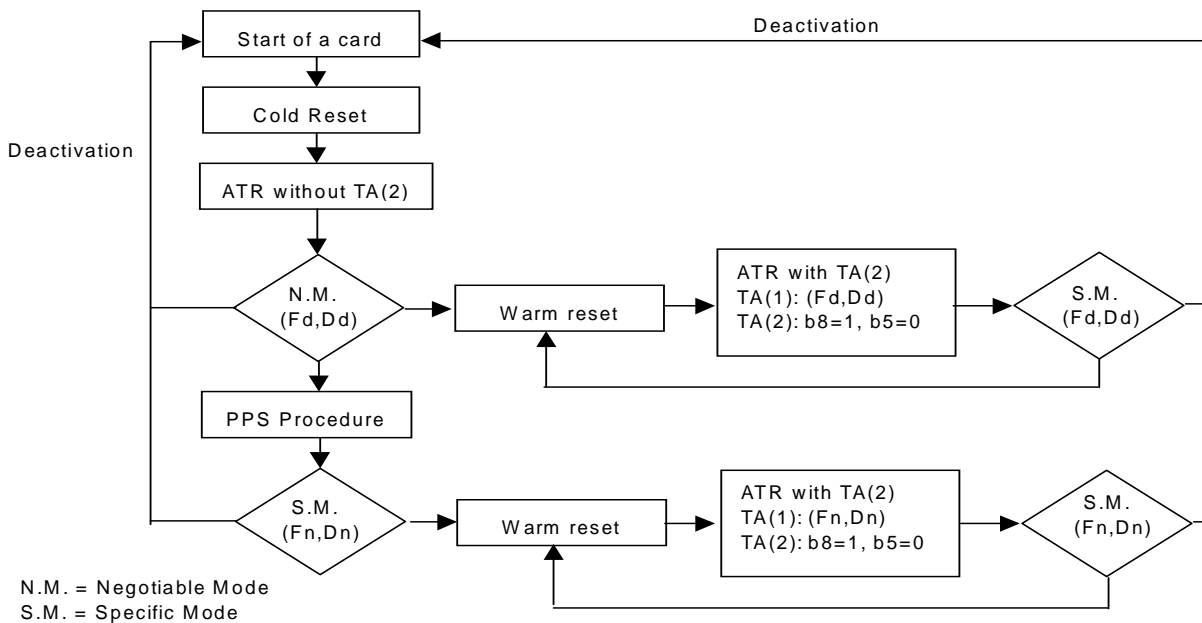 Deactivation
Start of a card
Cold Reset
Deactivation
ATR without TA(2)
N.M.
(Fd,Dd)
Warm reset
ATR with TA(2)
TA(1): (Fd,Dd)
TA(2): b8=1, b5=0
S.M.
(Fd,Dd)
PPS Procedure
S.M.
(Fn,Dn)
Warm reset
ATR with TA(2)
TA(1): (Fn,Dn)
TA(2): b8=1, b5=0
S.M.
(Fn,Dn)
N.M. = Negotiable Mode
S.M. = Specific Mode